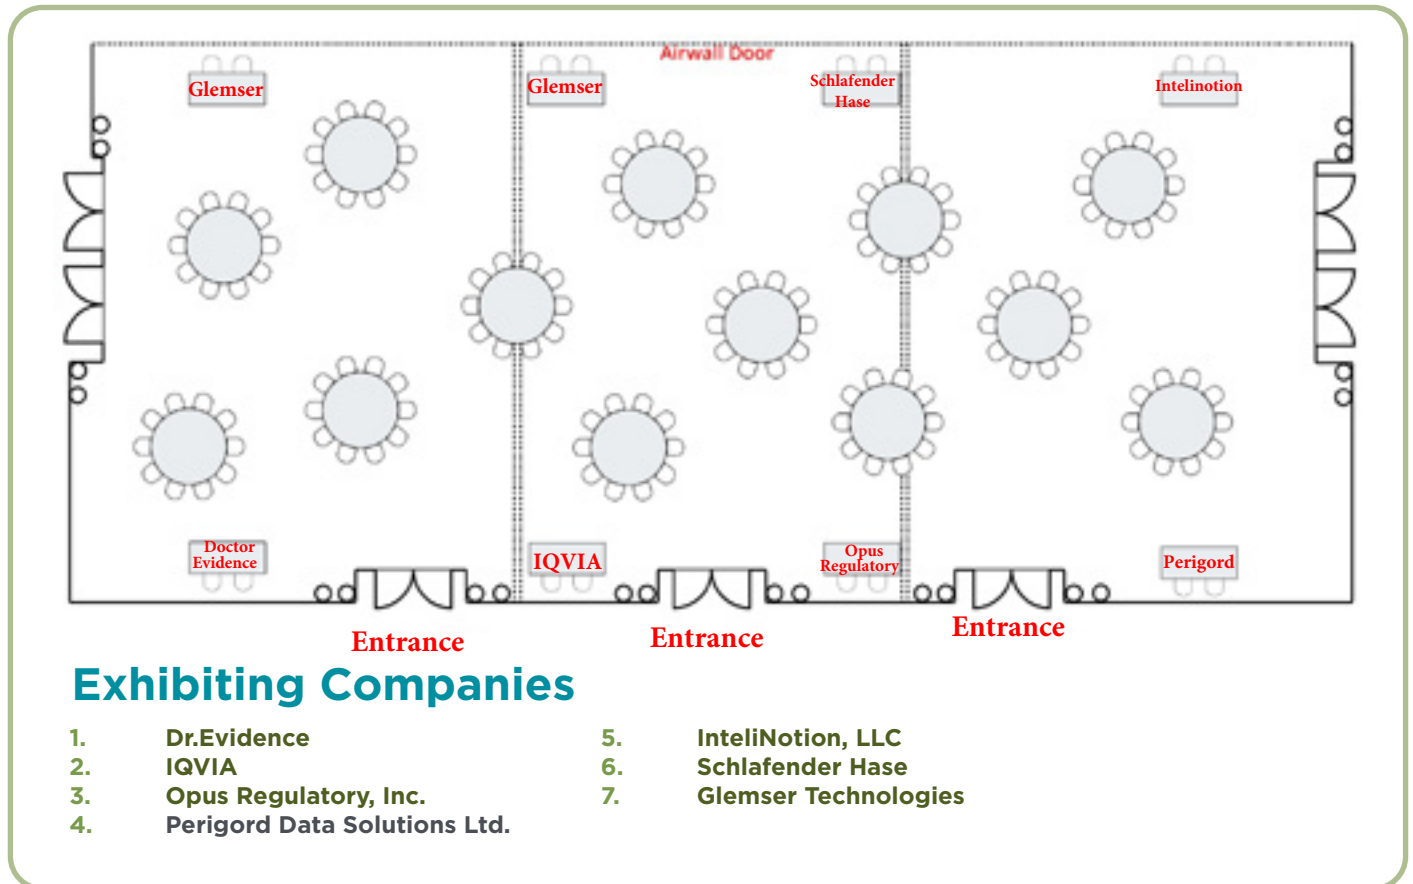 Airwall Door
Glemser
Glemser
Schlafender
Hase
Intelinotion
Doctor
Evidence
IQVIA
Opus
Regulatory
Perigord
Entrance
Entrance
Entrance
Exhibiting Companies
1. Dr.Evidence
2. IQVIA
3. Opus Regulatory, Inc.
4. Perigord Data Solutions Ltd.
5. InteliNotion, LLC
6. Schlafender Hase
7. Glemser Technologies